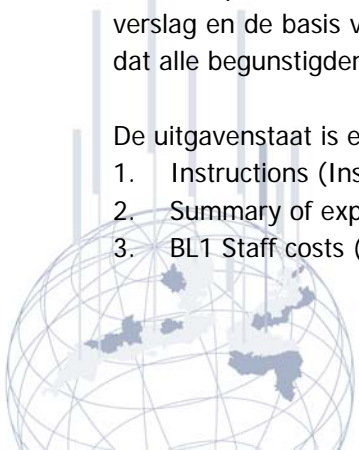 verslag en de basis v
dat alle begunstigden
De uitgavenstaat is e
1. Instructions (Ins
2. Summary of exp
3. BL1 Staff costs (